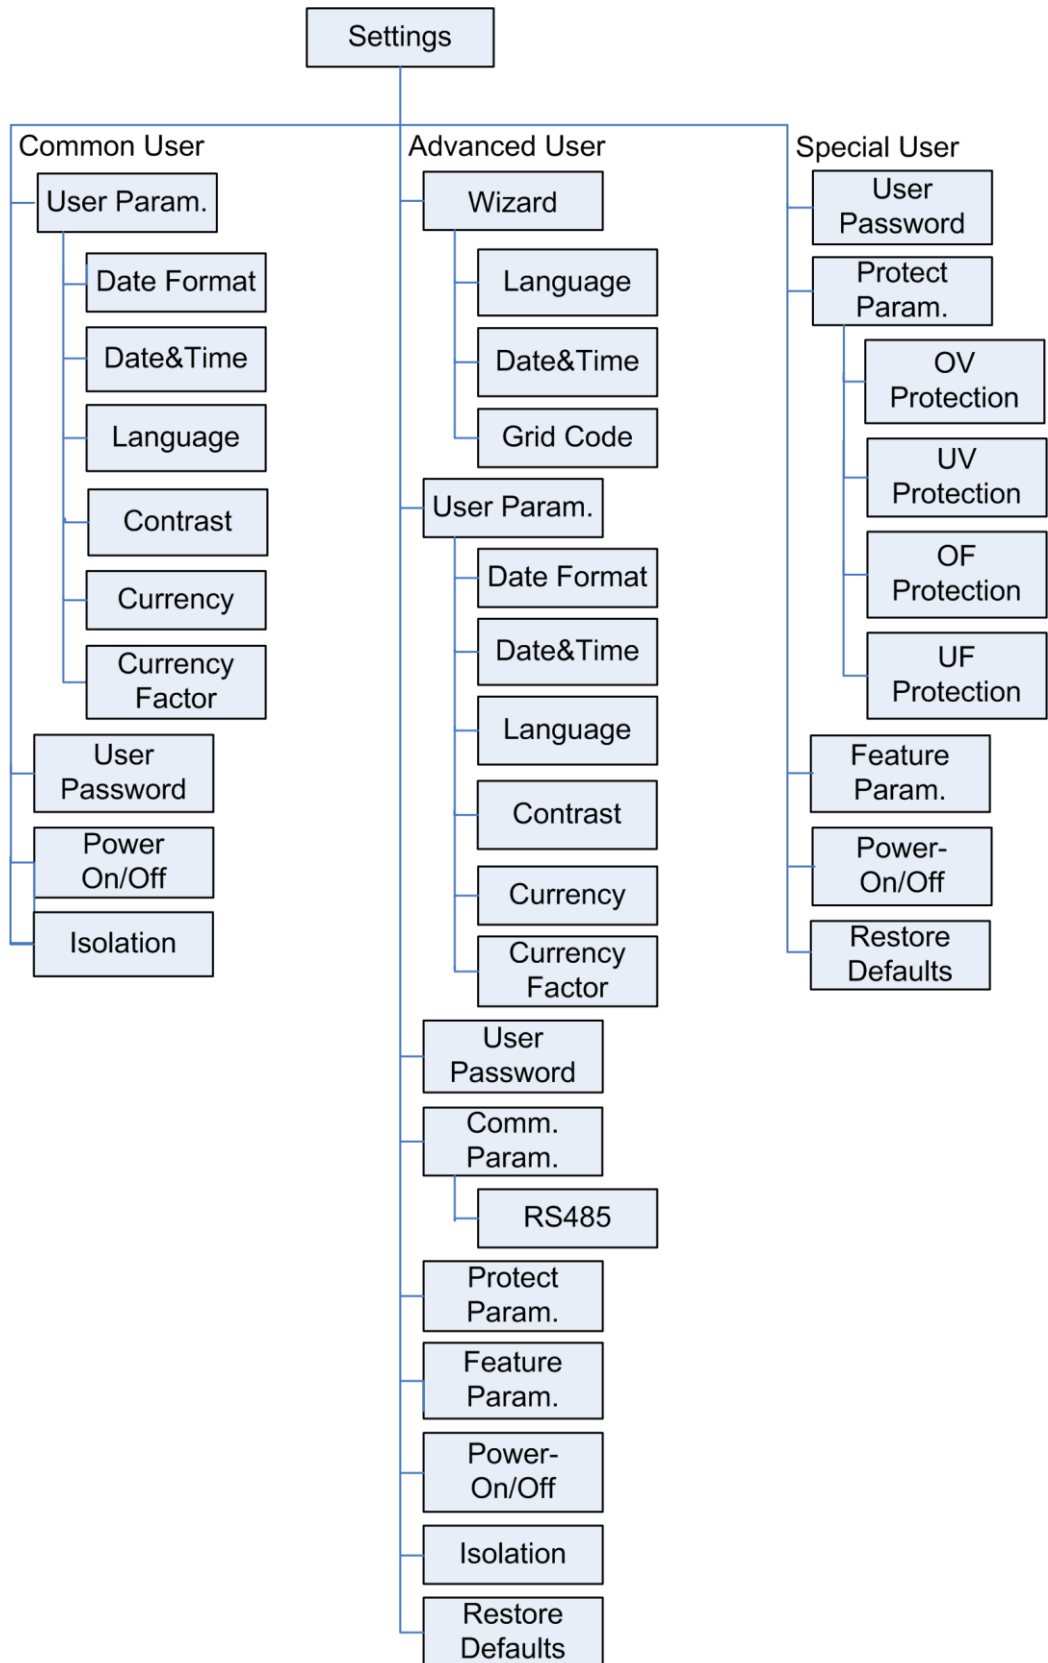 Settings
Common User
User Param.
Date Format
Date&Time
Language
Contrast
Currency
Currency
Factor
User
Password
Power
On/Off
Isolation
Advanced User
Wizard
Language
Date&Time
Grid Code
User Param.
Date Format
Date&Time
Language
Contrast
Currency
Currency
Factor
User
Password
Comm.
Param.
RS485
Protect
Param.
Feature
Param.
Power-
On/Off
Isolation
Restore
Defaults
Special User
User
Password
Protect
Param.
OV
Protection
UV
Protection
OF
Protection
UF
Protection
Feature
Param.
Power-
On/Off
Restore
Defaults